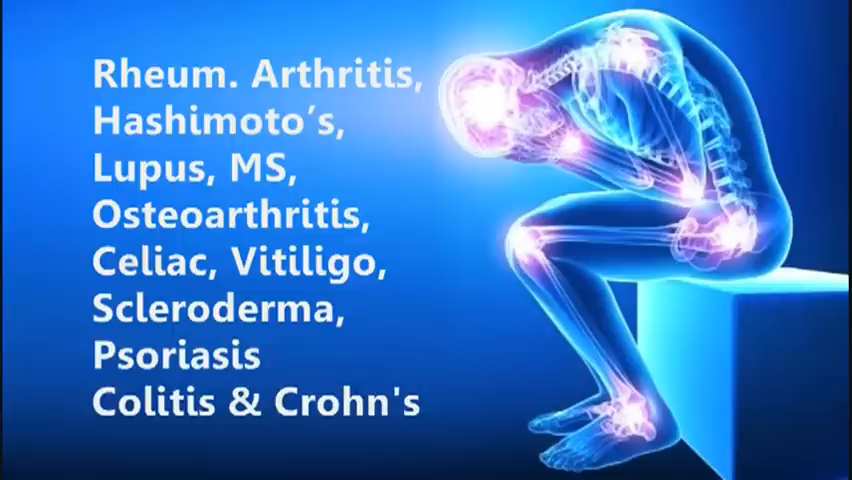 Rheum. Arthritis,
Hashimoto’s,
Lupus, MS,
Osteoarthritis,
Celiac, Vitiligo,
Scleroderma,
Psoriasis
Colitis & Crohn's